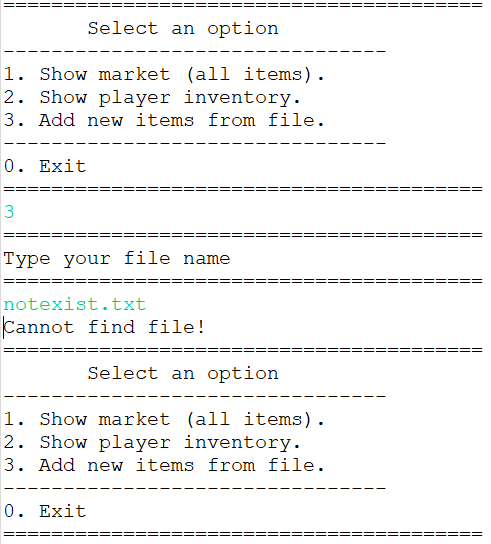 ========================================
       Select an option
--------------------------------
1. Show market (all items).
2. Show player inventory.
3. Add new items from file.
--------------------------------
0. Exit
========================================
3
========================================
Type your file name
========================================
notexist.txt
Cannot find file!
========================================
       Select an option
--------------------------------
1. Show market (all items).
2. Show player inventory.
3. Add new items from file.
--------------------------------
0. Exit
========================================